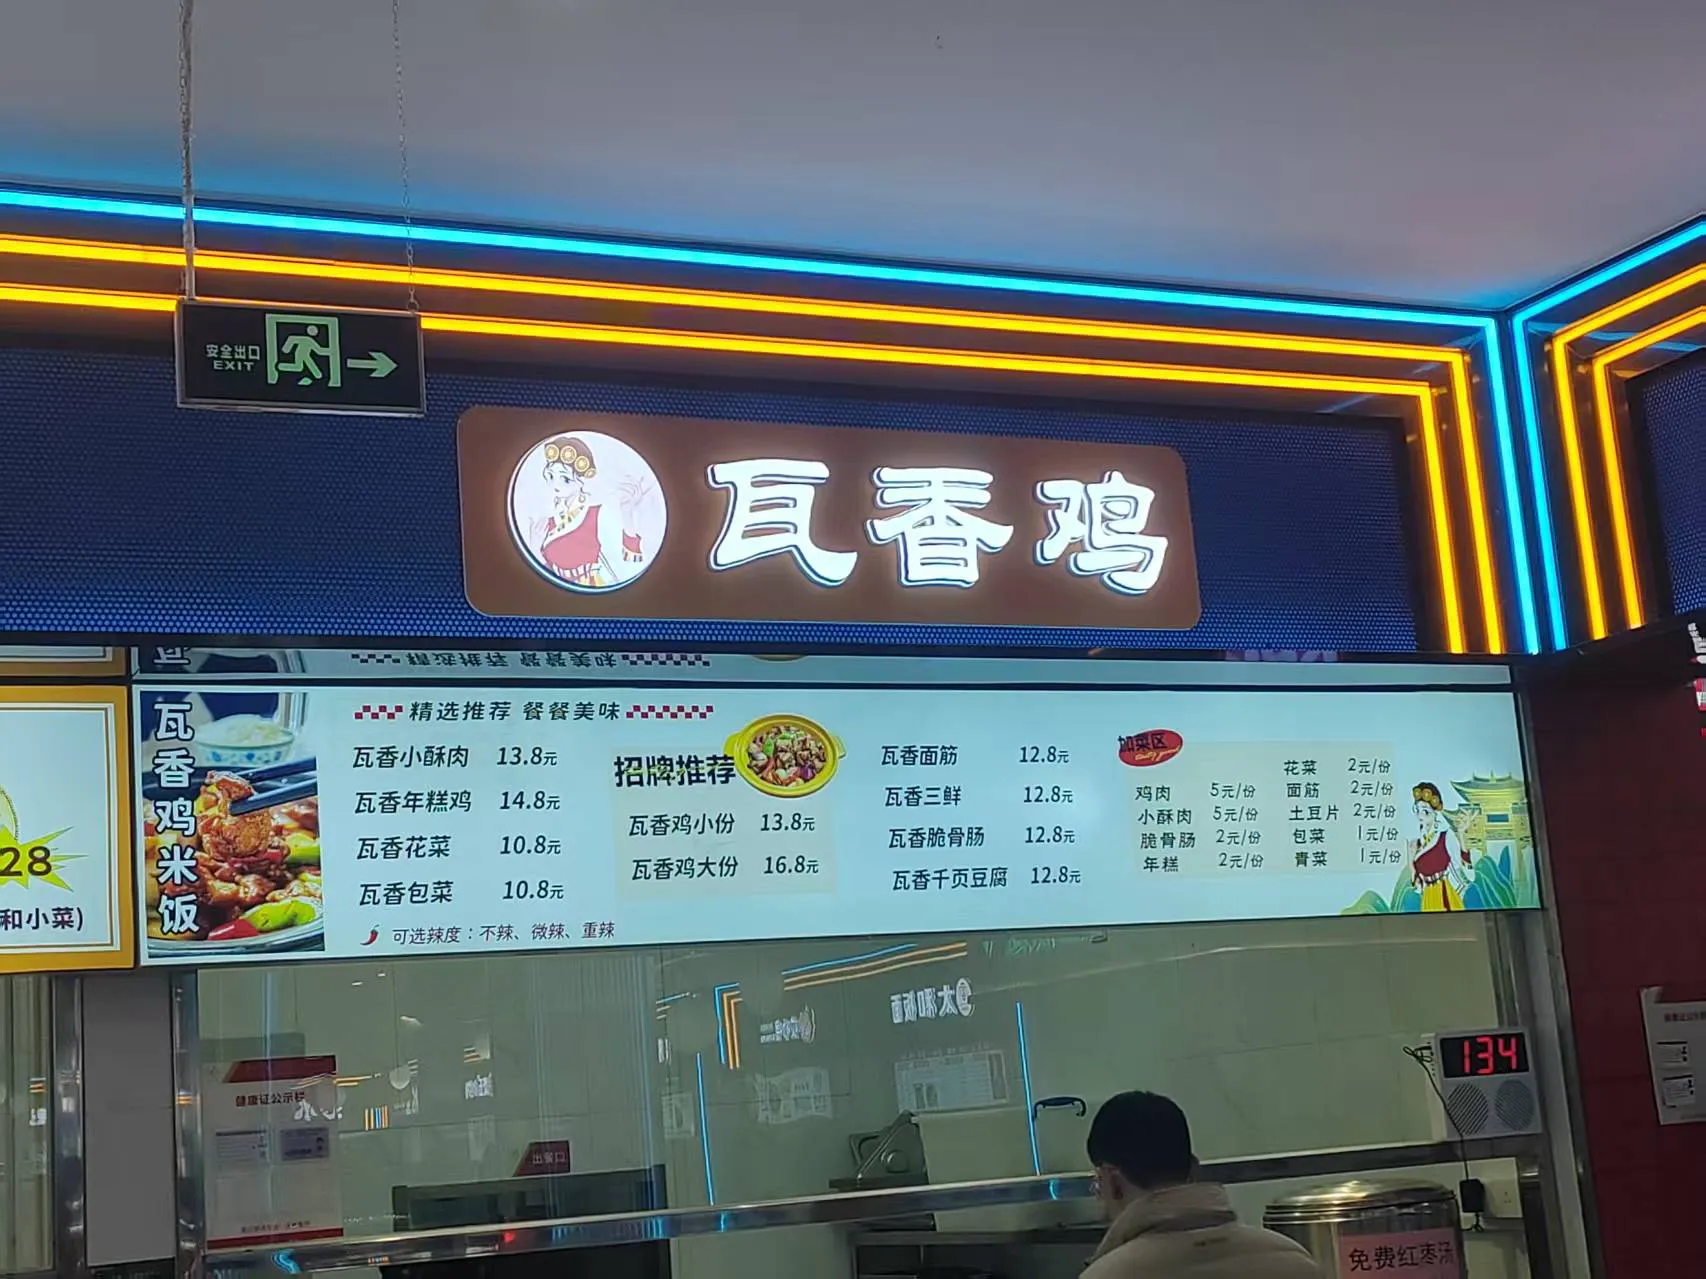 安全出口
EXIT
瓦香鸡
瓦香鸡米饭
精选推荐 餐餐美味
瓦香小酥肉 13.8元
瓦香年糕鸡 14.8元
瓦香花菜 10.8元
瓦香包菜 10.8元
可选辣度：不辣、微辣、重辣
招牌推荐
瓦香鸡小份 13.8元
瓦香鸡大份 16.8元
瓦香面筋 12.8元
瓦香三鲜 12.8元
瓦香脆骨肠 12.8元
瓦香千页豆腐 12.8元
加菜区
鸡肉 5元/份
小酥肉 5元/份
脆骨肠 2元/份
年糕 2元/份
花菜 2元/份
面筋 2元/份
土豆片 2元/份
包菜 1元/份
青菜 1元/份
28
和小菜)
健康证公示栏
出餐口
134
免费红枣汤